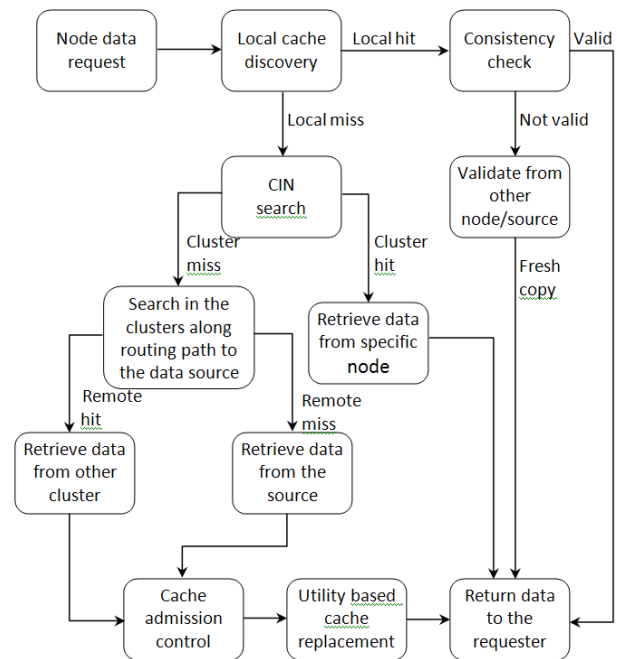 Node data
request
Local cache
discovery
Local hit
Consistency
check
Valid
Local miss
Not valid
CIN
search
Validate from
other
node/source
Cluster
miss
Cluster
hit
Fresh
copy
Search in the
clusters along
routing path to
the data source
Retrieve data
from specific
node
Remote
hit
Remote
miss
Retrieve data
from other
cluster
Retrieve data
from the
source
Cache
admission
control
Utility based
cache
replacement
Return data
to the
requester